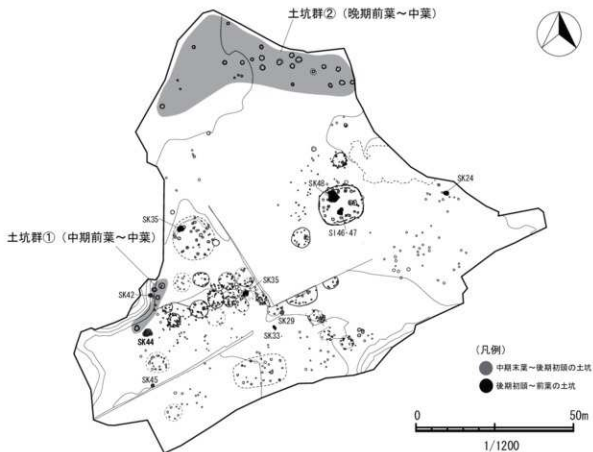 土坑群②（晩期前葉～中葉）
SK24
SK48
SK35
SI46・47
土坑群①（中期前葉～中葉）
SK35
SK42
SK29
SK33
SK44
SK45
（凡例）
中期末葉～後期初頭の土坑
後期初頭～前葉の土坑
0 50m
1/1200